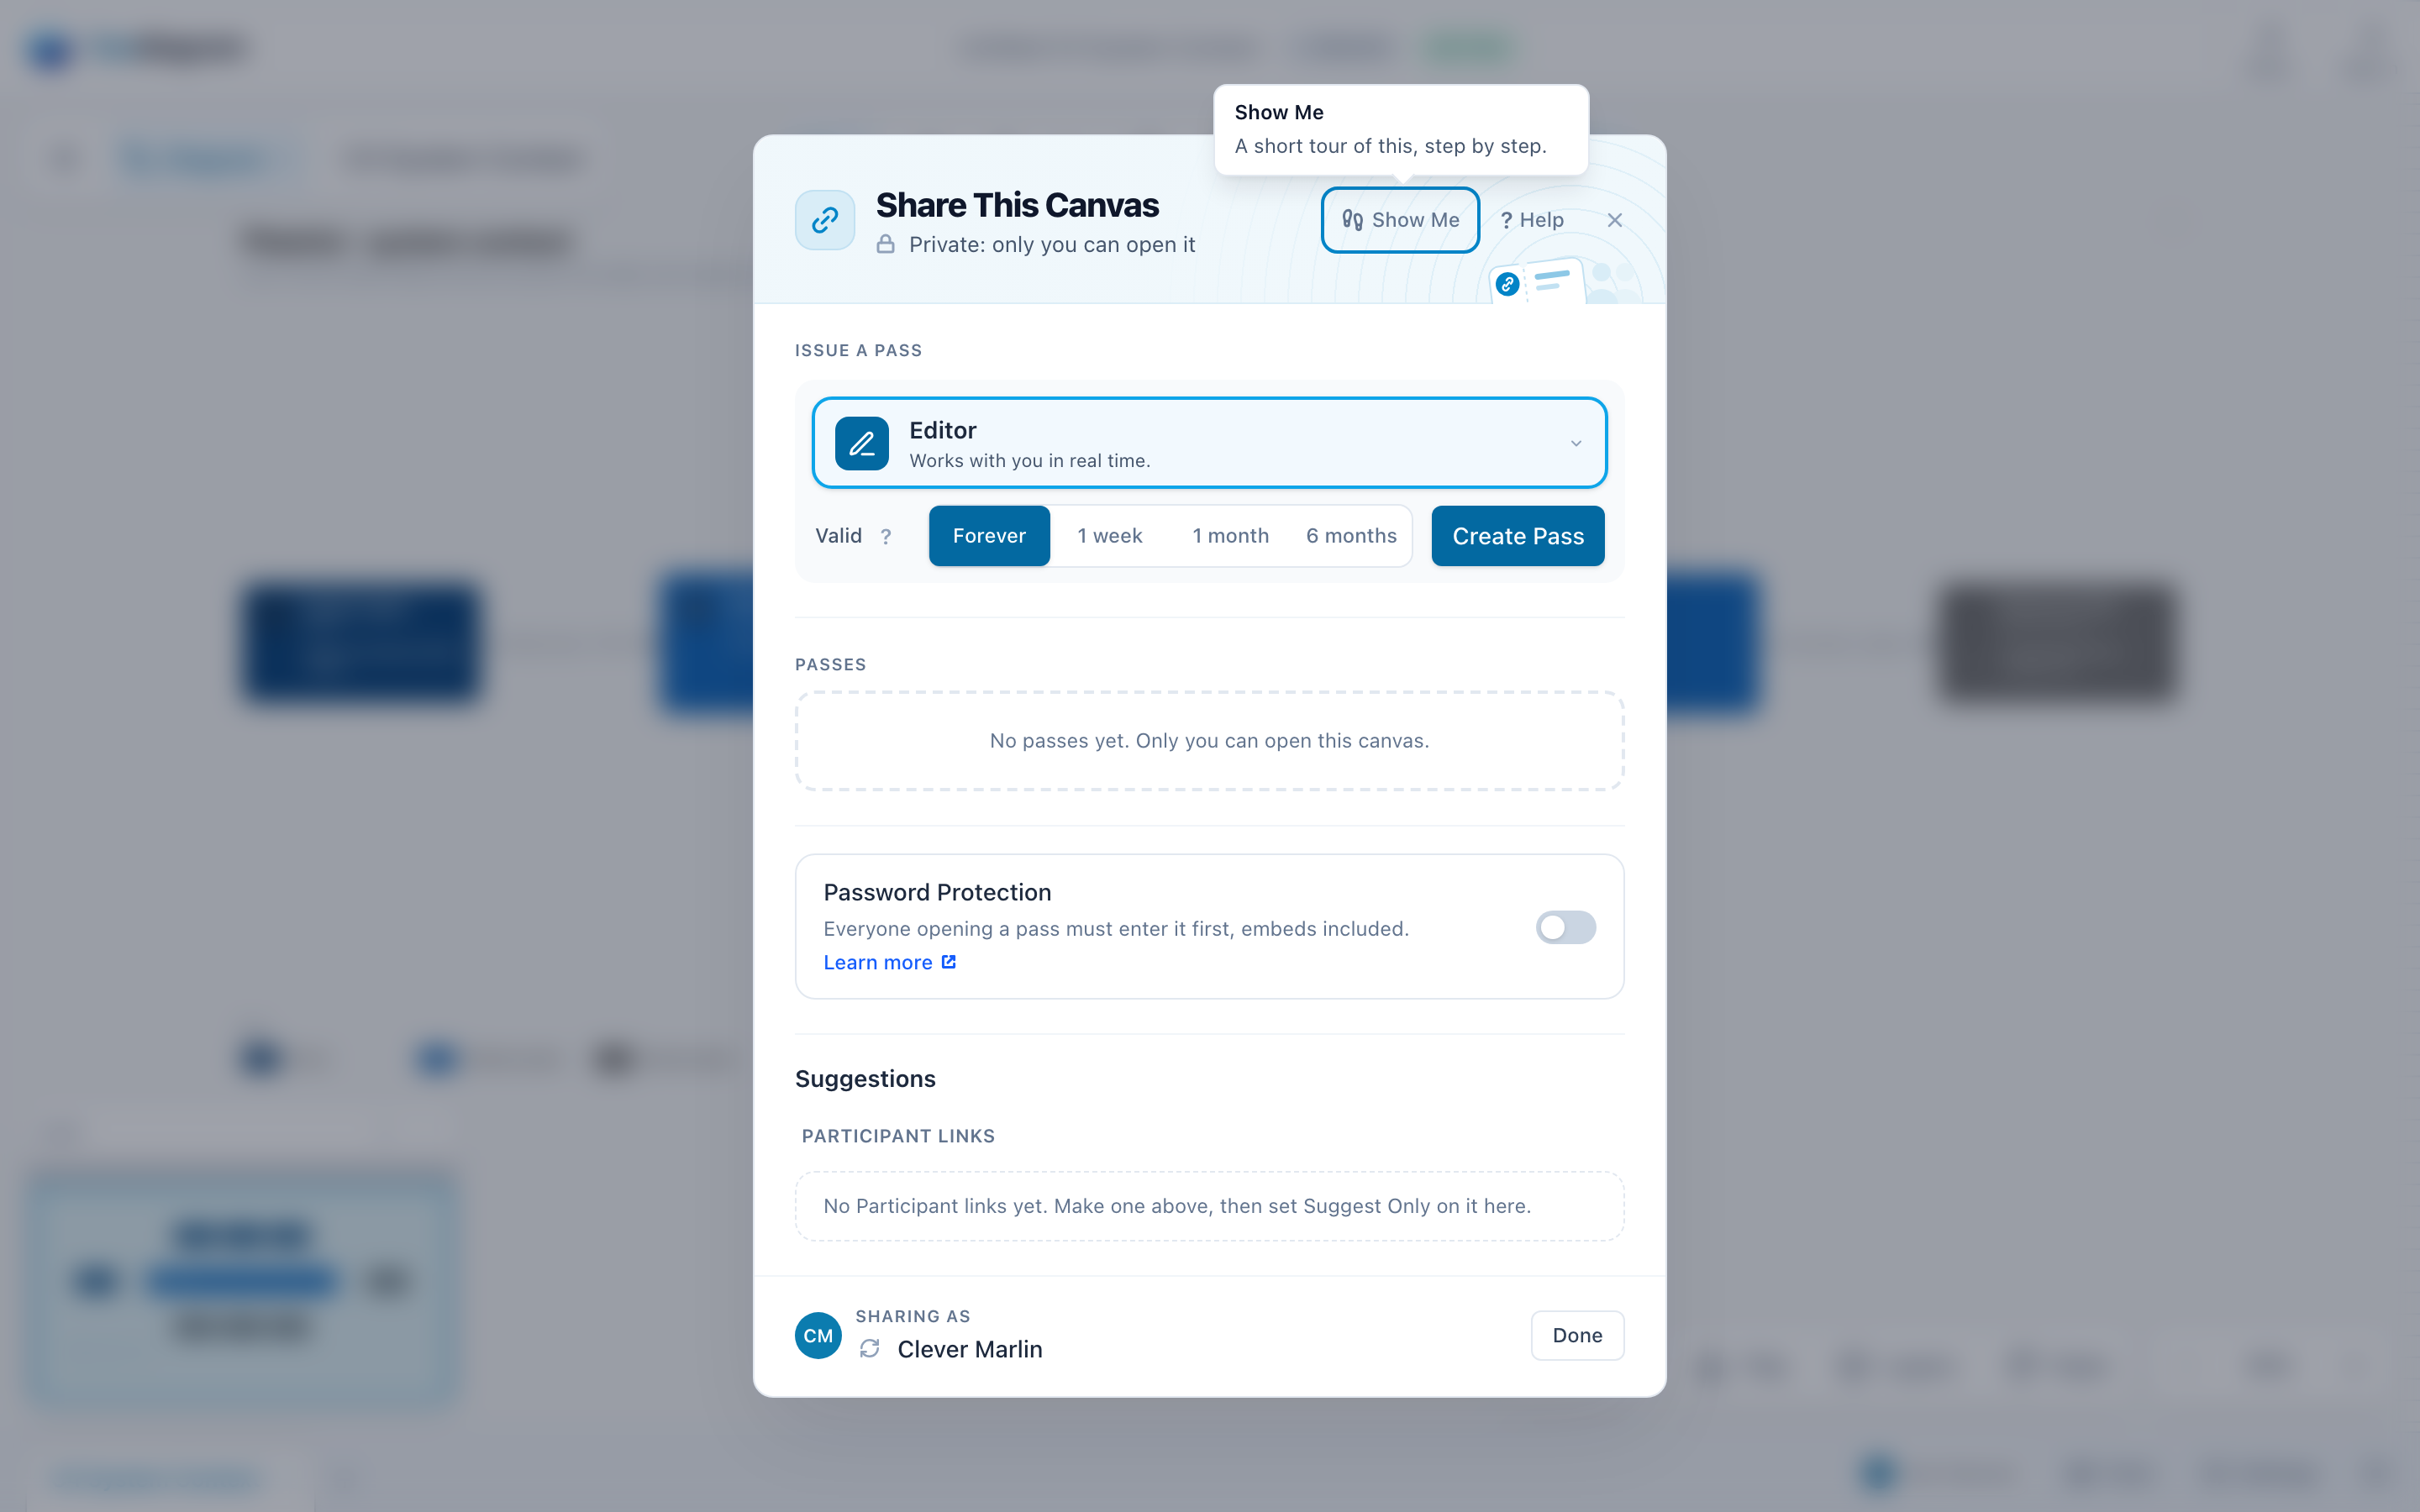 Show Me
A short tour of this, step by step.
Share This Canvas
Private: only you can open it
Show Me
? Help
ISSUE A PASS
Editor
Works with you in real time.
Valid ?
Forever
1 week
1 month
6 months
Create Pass
PASSES
No passes yet. Only you can open this canvas.
Password Protection
Everyone opening a pass must enter it first, embeds included.
Learn more
Suggestions
PARTICIPANT LINKS
No Participant links yet. Make one above, then set Suggest Only on it here.
CM
SHARING AS
Clever Marlin
Done